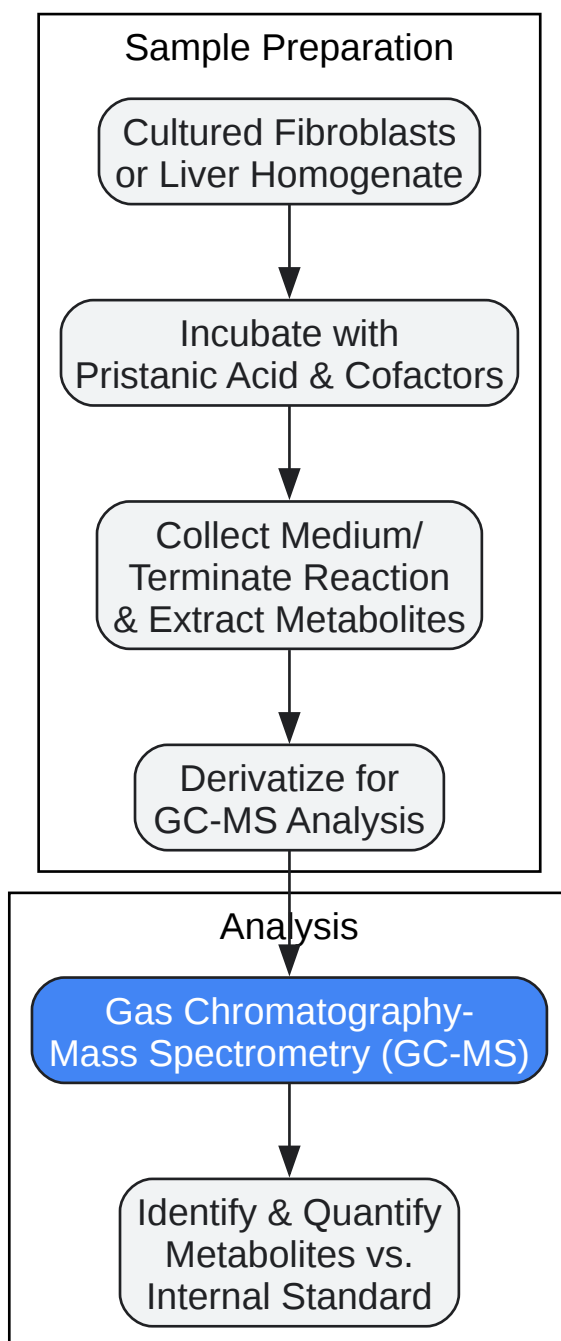 Sample Preparation
Cultured Fibroblasts
or Liver Homogenate
Incubate with
Pristanic Acid & Cofactors
Collect Medium/
Terminate Reaction
& Extract Metabolites
Derivatize for
GC-MS Analysis
Analysis
Gas Chromatography-
Mass Spectrometry (GC-MS)
Identify & Quantify
Metabolites vs.
Internal Standard